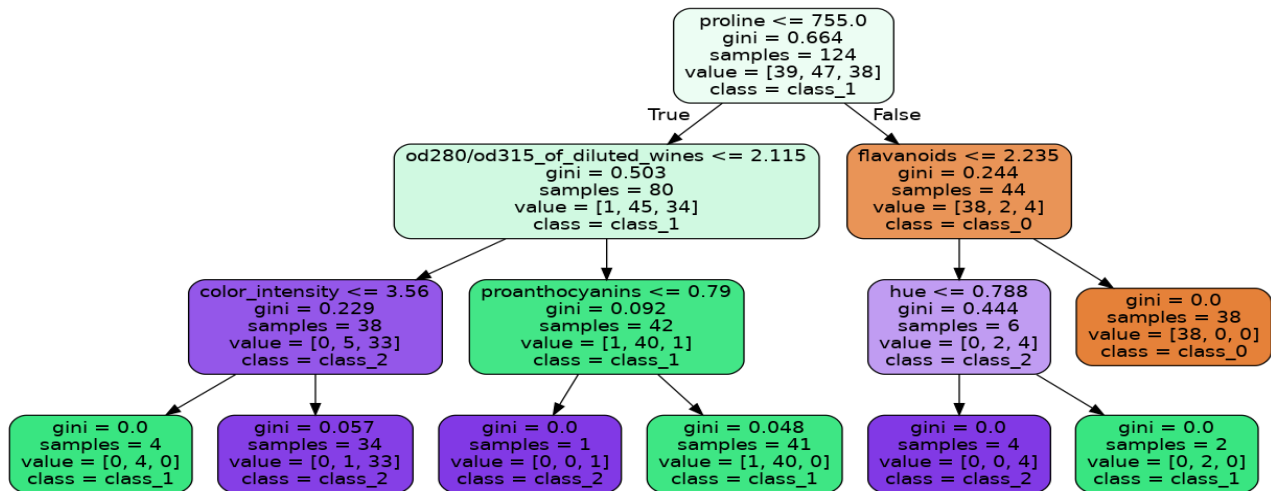 proline <= 755.0
gini = 0.664
samples = 124
value = [39, 47, 38]
class = class_1
True
False
od280/od315_of_diluted_wines <= 2.115
gini = 0.503
samples = 80
value = [1, 45, 34]
class = class_1
flavanoids <= 2.235
gini = 0.244
samples = 44
value = [38, 2, 4]
class = class_0
color_intensity <= 3.56
gini = 0.229
samples = 38
value = [0, 5, 33]
class = class_2
proanthocyanins <= 0.79
gini = 0.092
samples = 42
value = [1, 40, 1]
class = class_1
hue <= 0.788
gini = 0.444
samples = 6
value = [0, 2, 4]
class = class_2
gini = 0.0
samples = 38
value = [38, 0, 0]
class = class_0
gini = 0.0
samples = 4
value = [0, 4, 0]
class = class_1
gini = 0.057
samples = 34
value = [0, 1, 33]
class = class_2
gini = 0.0
samples = 1
value = [0, 0, 1]
class = class_2
gini = 0.048
samples = 41
value = [1, 40, 0]
class = class_1
gini = 0.0
samples = 4
value = [0, 0, 4]
class = class_2
gini = 0.0
samples = 2
value = [0, 2, 0]
class = class_1